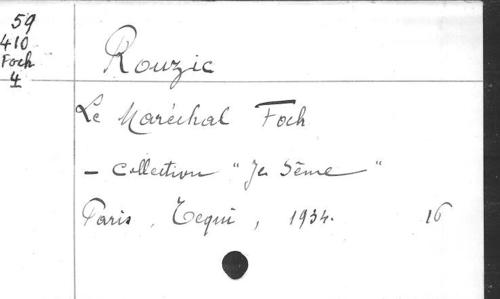 59
410
Foch
4
Rouzic
Le Maréchal Foch
- Collection "Je Sème"
Paris, Tequi, 1934. 16